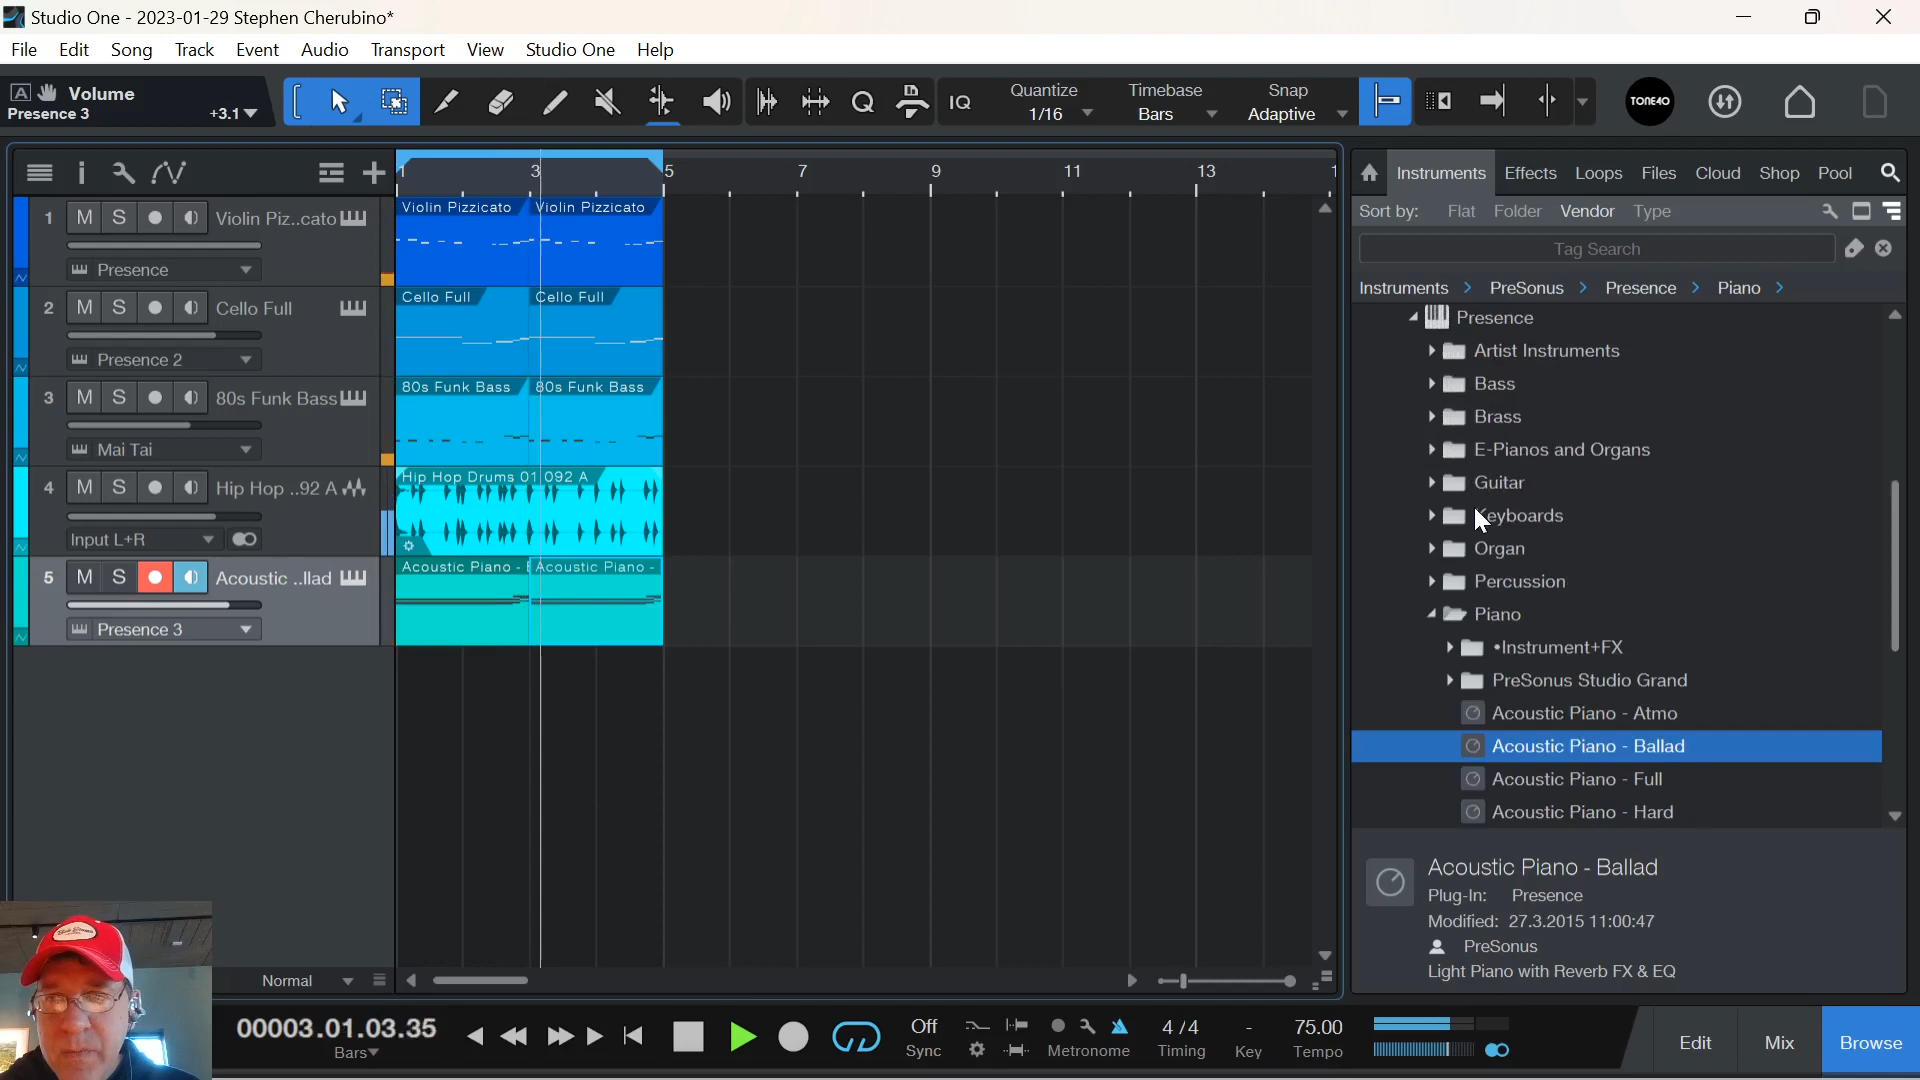 Studio One - 2023-01-29 Stephen Cherubino*
File Edit Song Track Event Audio Transport View Studio One Help
A Volume
Presence 3 +3.1
IQ
Quantize
1/16
Timebase
Bars
Snap
Adaptive
TONE40
1 3 5 7 9 11 13
1 M S Violin Piz..cato
Presence
Violin Pizzicato Violin Pizzicato
2 M S Cello Full
Presence 2
Cello Full Cello Full
3 M S 80s Funk Bass
Mai Tai
80s Funk Bass 80s Funk Bass
4 M S Hip Hop ..92 A
Input L+R
Hip Hop Drums 01 092 A
5 M S Acoustic ..llad
Presence 3
Acoustic Piano - Acoustic Piano -
Normal
Instruments Effects Loops Files Cloud Shop Pool
Sort by: Flat Folder Vendor Type
Tag Search
Instruments > PreSonus > Presence > Piano >
Presence
Artist Instruments
Bass
Brass
E-Pianos and Organs
Guitar
Keyboards
Organ
Percussion
Piano
•Instrument+FX
PreSonus Studio Grand
Acoustic Piano - Atmo
Acoustic Piano - Ballad
Acoustic Piano - Full
Acoustic Piano - Hard
Acoustic Piano - Ballad
Plug-In: Presence
Modified: 27.3.2015 11:00:47
PreSonus
Light Piano with Reverb FX & EQ
00003.01.03.35
Bars
Off
Sync
Metronome
4 / 4
Timing
-
Key
75.00
Tempo
Edit Mix Browse